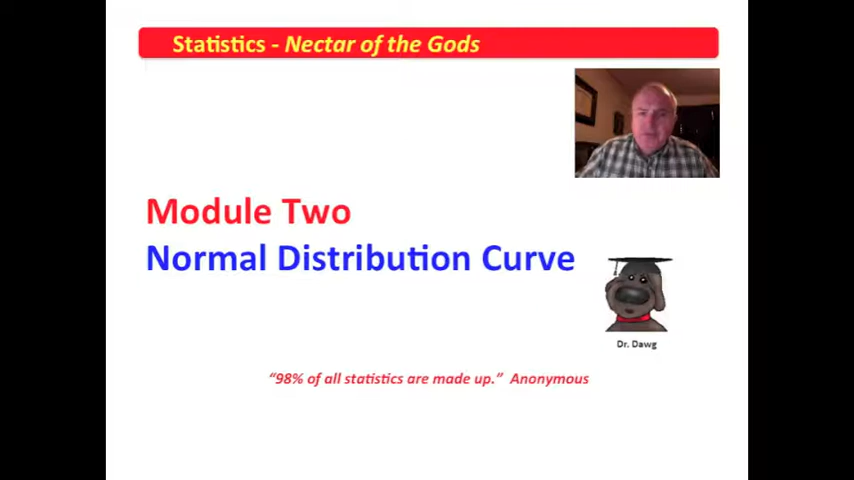 Statistics - Nectar of the Gods
Module Two
Normal Distribution Curve
Dr. Dawg
“98% of all statistics are made up.” Anonymous